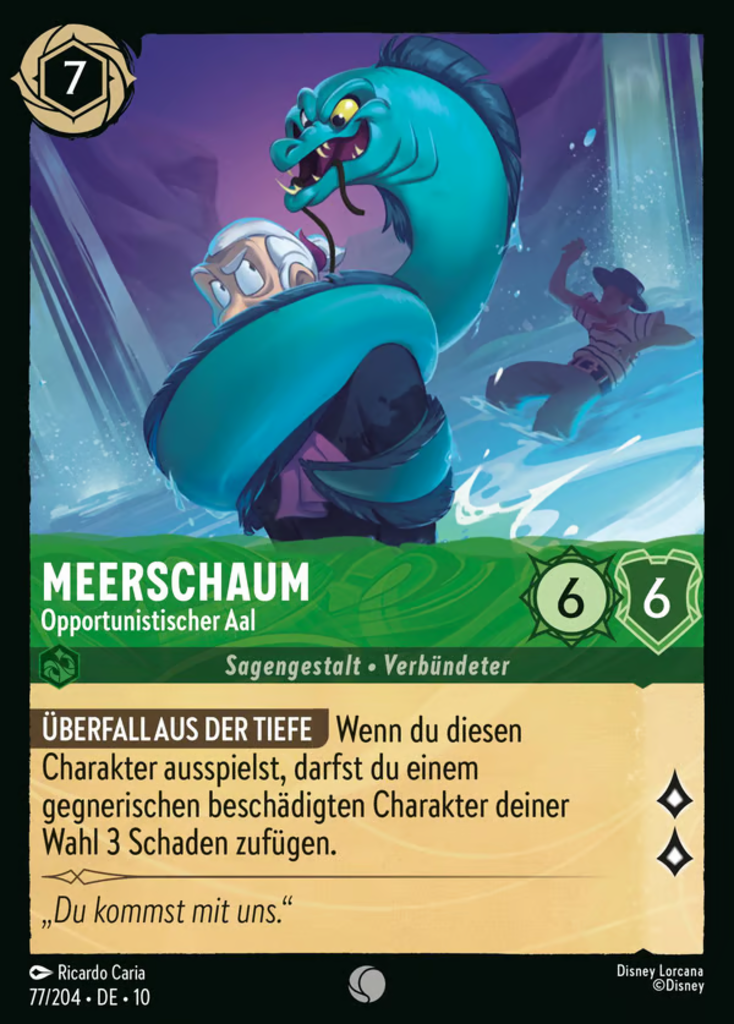 7
MEERSCHAUM
Opportunistischer Aal
6
6
Sagengestalt • Verbündeter
ÜBERFALL AUS DER TIEFE Wenn du diesen
Charakter ausspielst, darfst du einem
gegnerischen beschädigten Charakter deiner
Wahl 3 Schaden zufügen.
„Du kommst mit uns.“
Ricardo Caria
77/204 • DE • 10
Disney Lorcana
©Disney